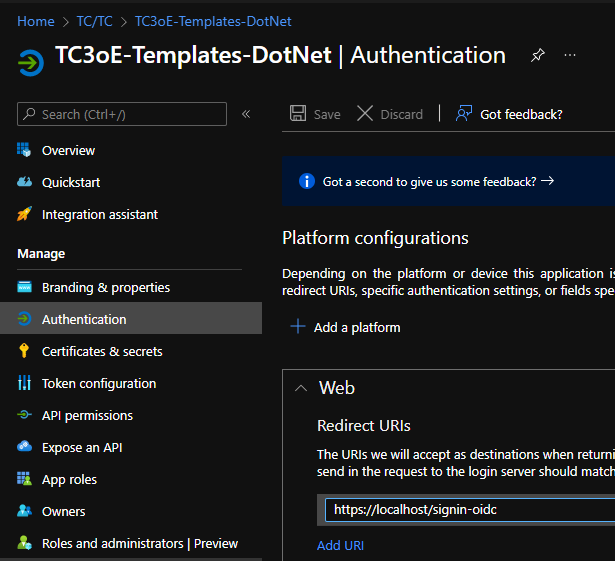 Home > TC/TC > TC3oE-Templates-DotNet
TC3oE-Templates-DotNet | Authentication
Search (Ctrl+/)
«
Save
Discard
Got feedback?
Overview
Quickstart
Integration assistant
Manage
Branding & properties
Authentication
Certificates & secrets
Token configuration
API permissions
Expose an API
App roles
Owners
Roles and administrators | Preview
Got a second to give us some feedback? →
Platform configurations
Depending on the platform or device this application is
redirect URIs, specific authentication settings, or fields spe
Add a platform
Web
Redirect URIs
The URIs we will accept as destinations when returni
send in the request to the login server should match
https://localhost/signin-oidc
Add URI